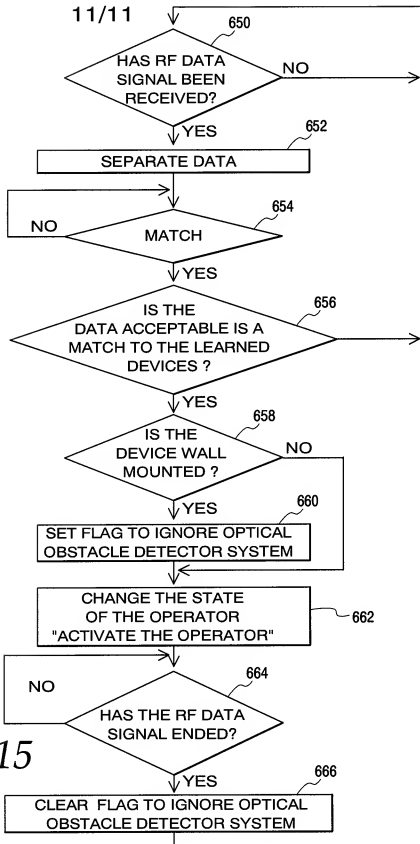 11/11
650
HAS RF DATA
SIGNAL BEEN
RECEIVED?
NO
YES
652
SEPARATE DATA
654
NO
MATCH
YES
656
IS THE
DATA ACCEPTABLE IS A
MATCH TO THE LEARNED
DEVICES ?
YES
658
IS THE
DEVICE WALL
MOUNTED ?
NO
YES
660
SET FLAG TO IGNORE OPTICAL
OBSTACLE DETECTOR SYSTEM
CHANGE THE STATE
OF THE OPERATOR
"ACTIVATE THE OPERATOR"
662
NO
664
HAS THE RF DATA
SIGNAL ENDED?
15
YES
666
CLEAR FLAG TO IGNORE OPTICAL
OBSTACLE DETECTOR SYSTEM